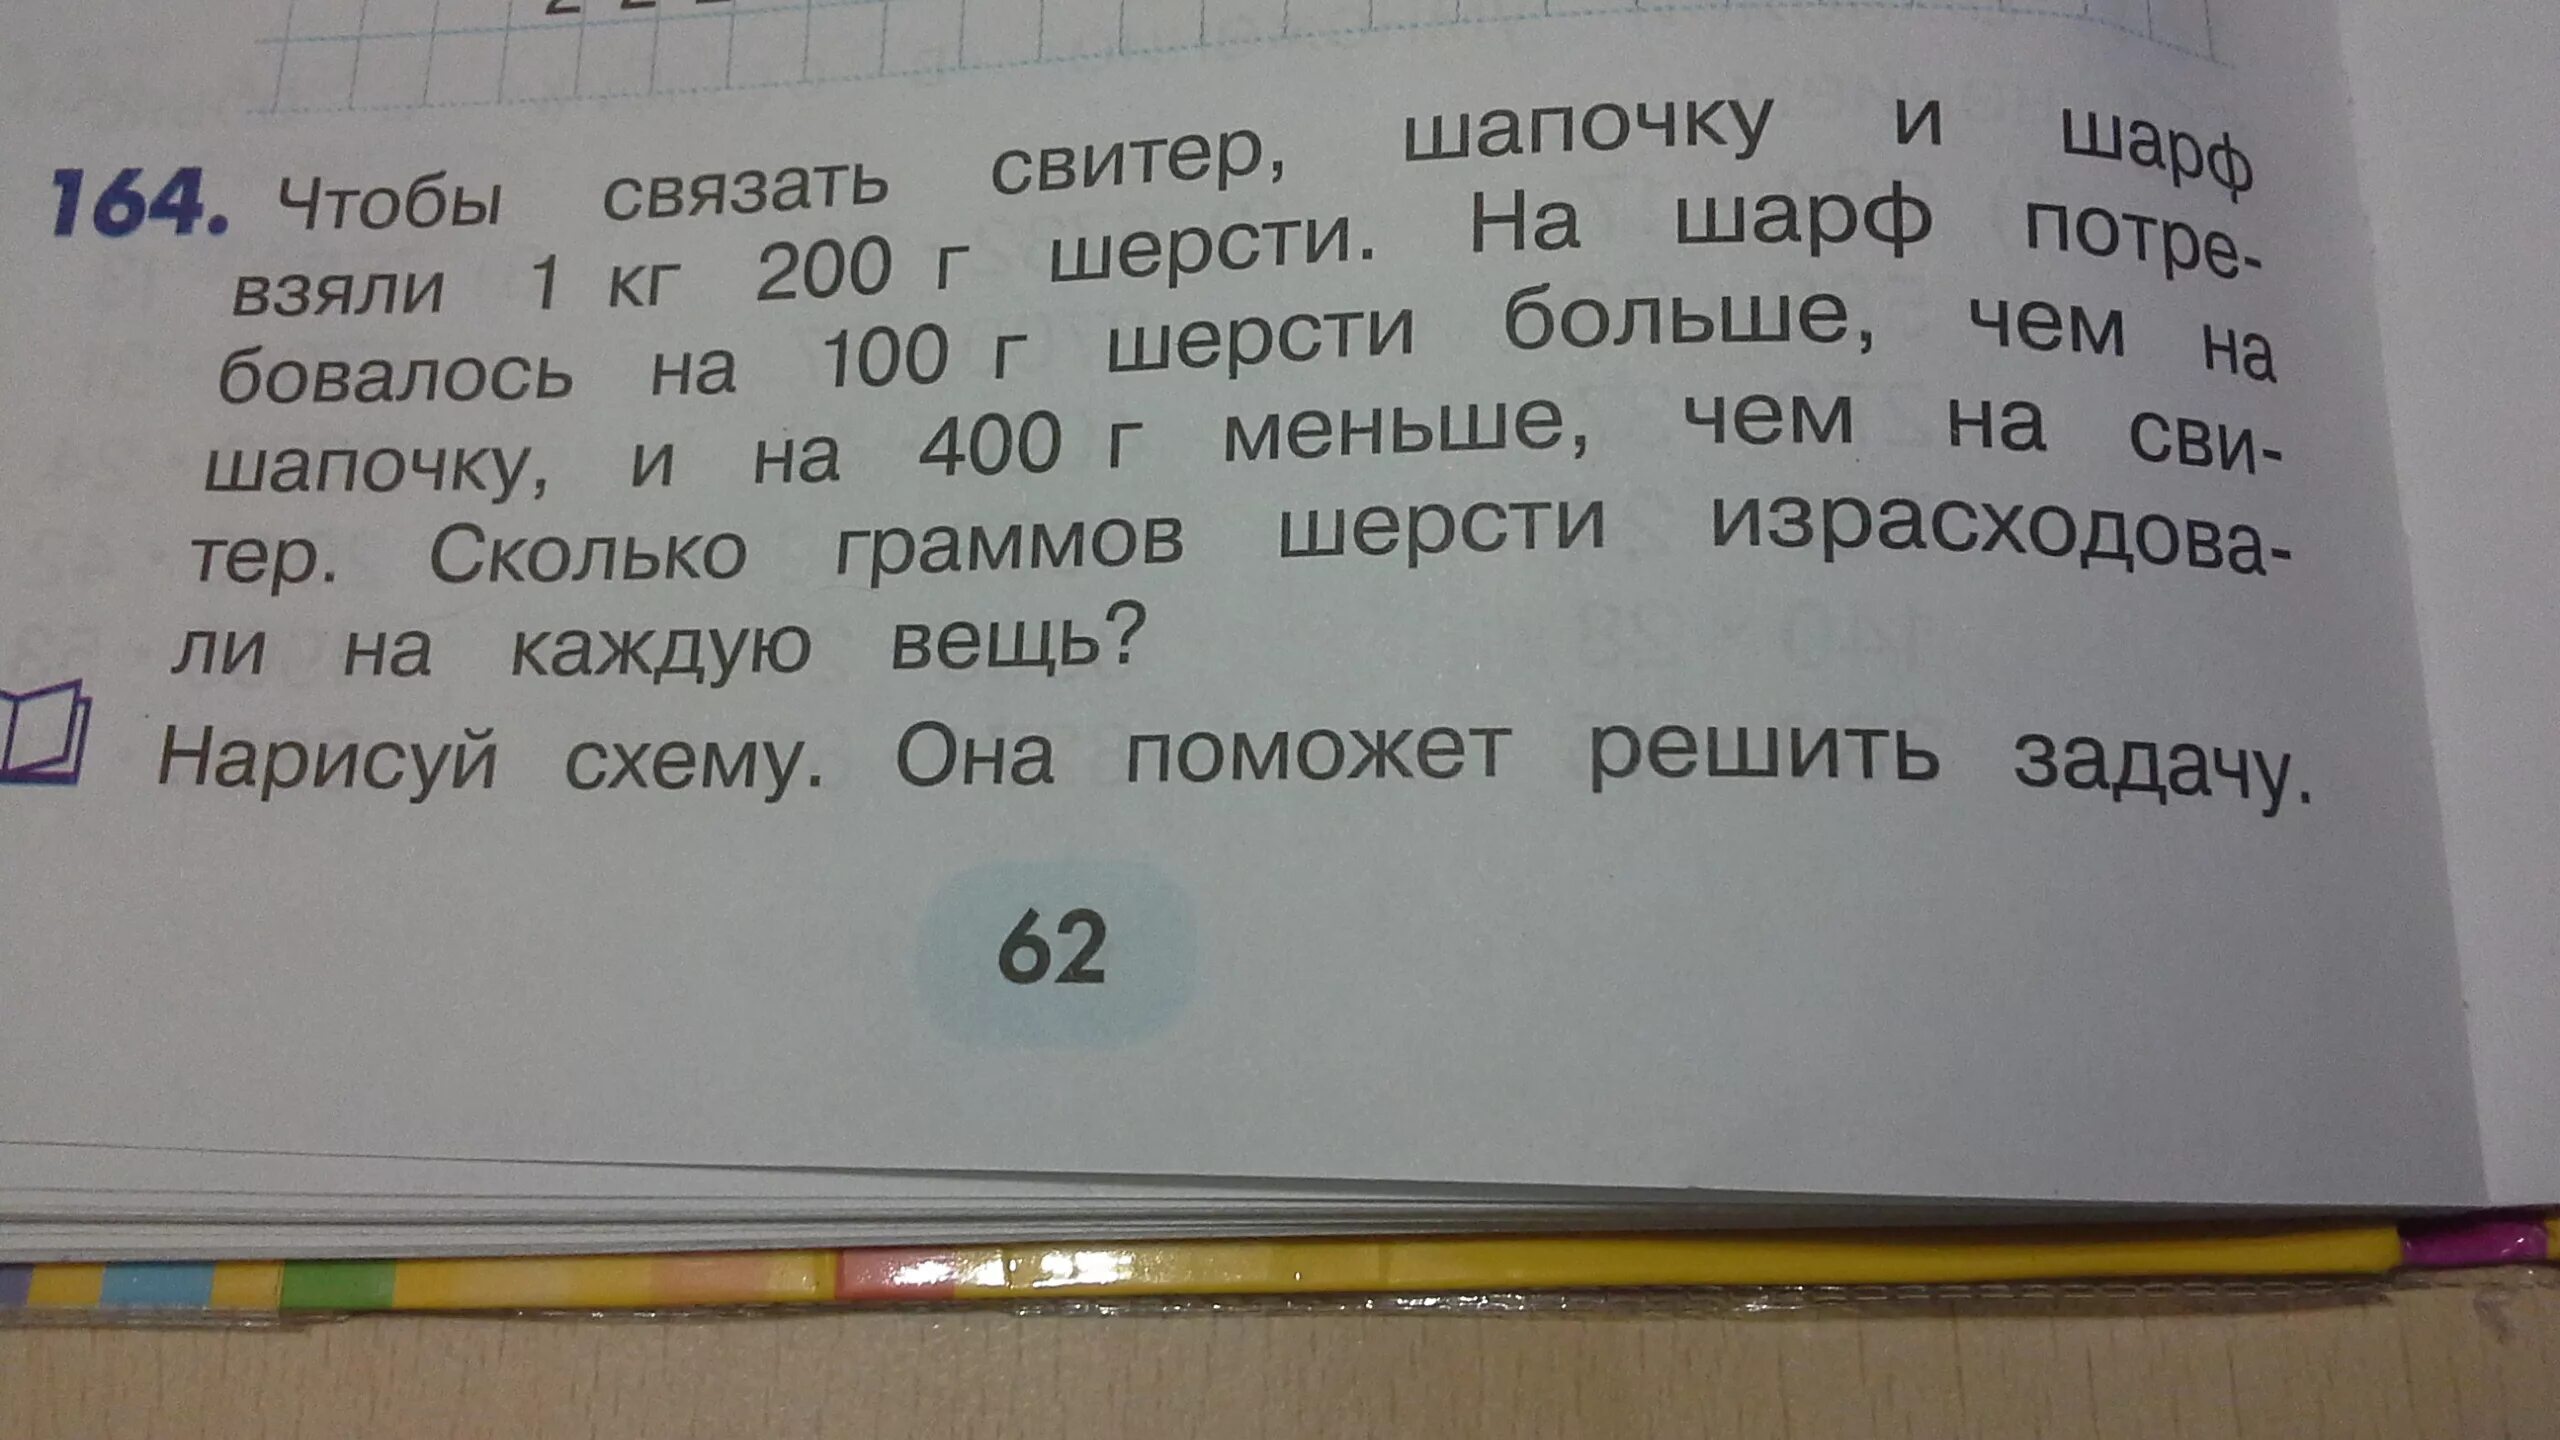 164. Чтобы связать свитер, шапочку и шарф
взяли 1 кг 200 г шерсти. На шарф потре-
бовалось на 100 г шерсти больше, чем на
шапочку, и на 400 г меньше, чем на сви-
тер. Сколько граммов шерсти израсходова-
ли на каждую вещь?
Нарисуй схему. Она поможет решить задачу.
62